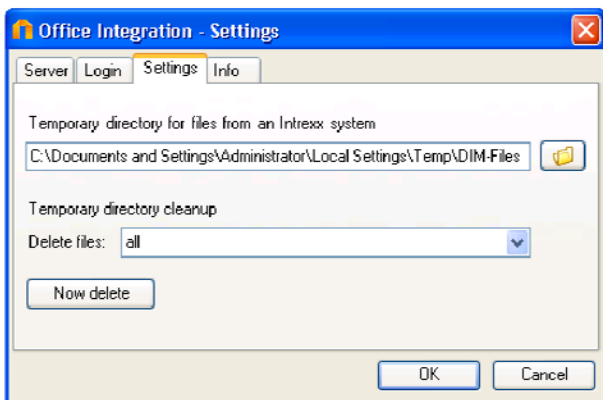 Office Integration - Settings
Server Login Settings Info
Temporary directory for files from an Intrexx system
C:\Documents and Settings\Administrator\Local Settings\Temp\DIM-Files
Temporary directory cleanup
Delete files: all
Now delete
OK Cancel